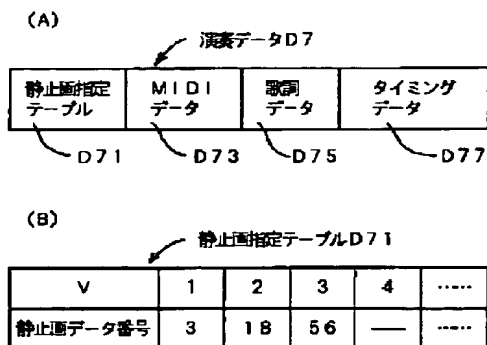 (A)
演奏データD7
静止画指定
テーブル
MIDI
データ
歌詞
データ
タイミング
データ
D71
D73
D75
D77
(B)
静止画指定テーブルD71
V 1 2 3 4 ……
静止画データ番号 3 18 56 — ……